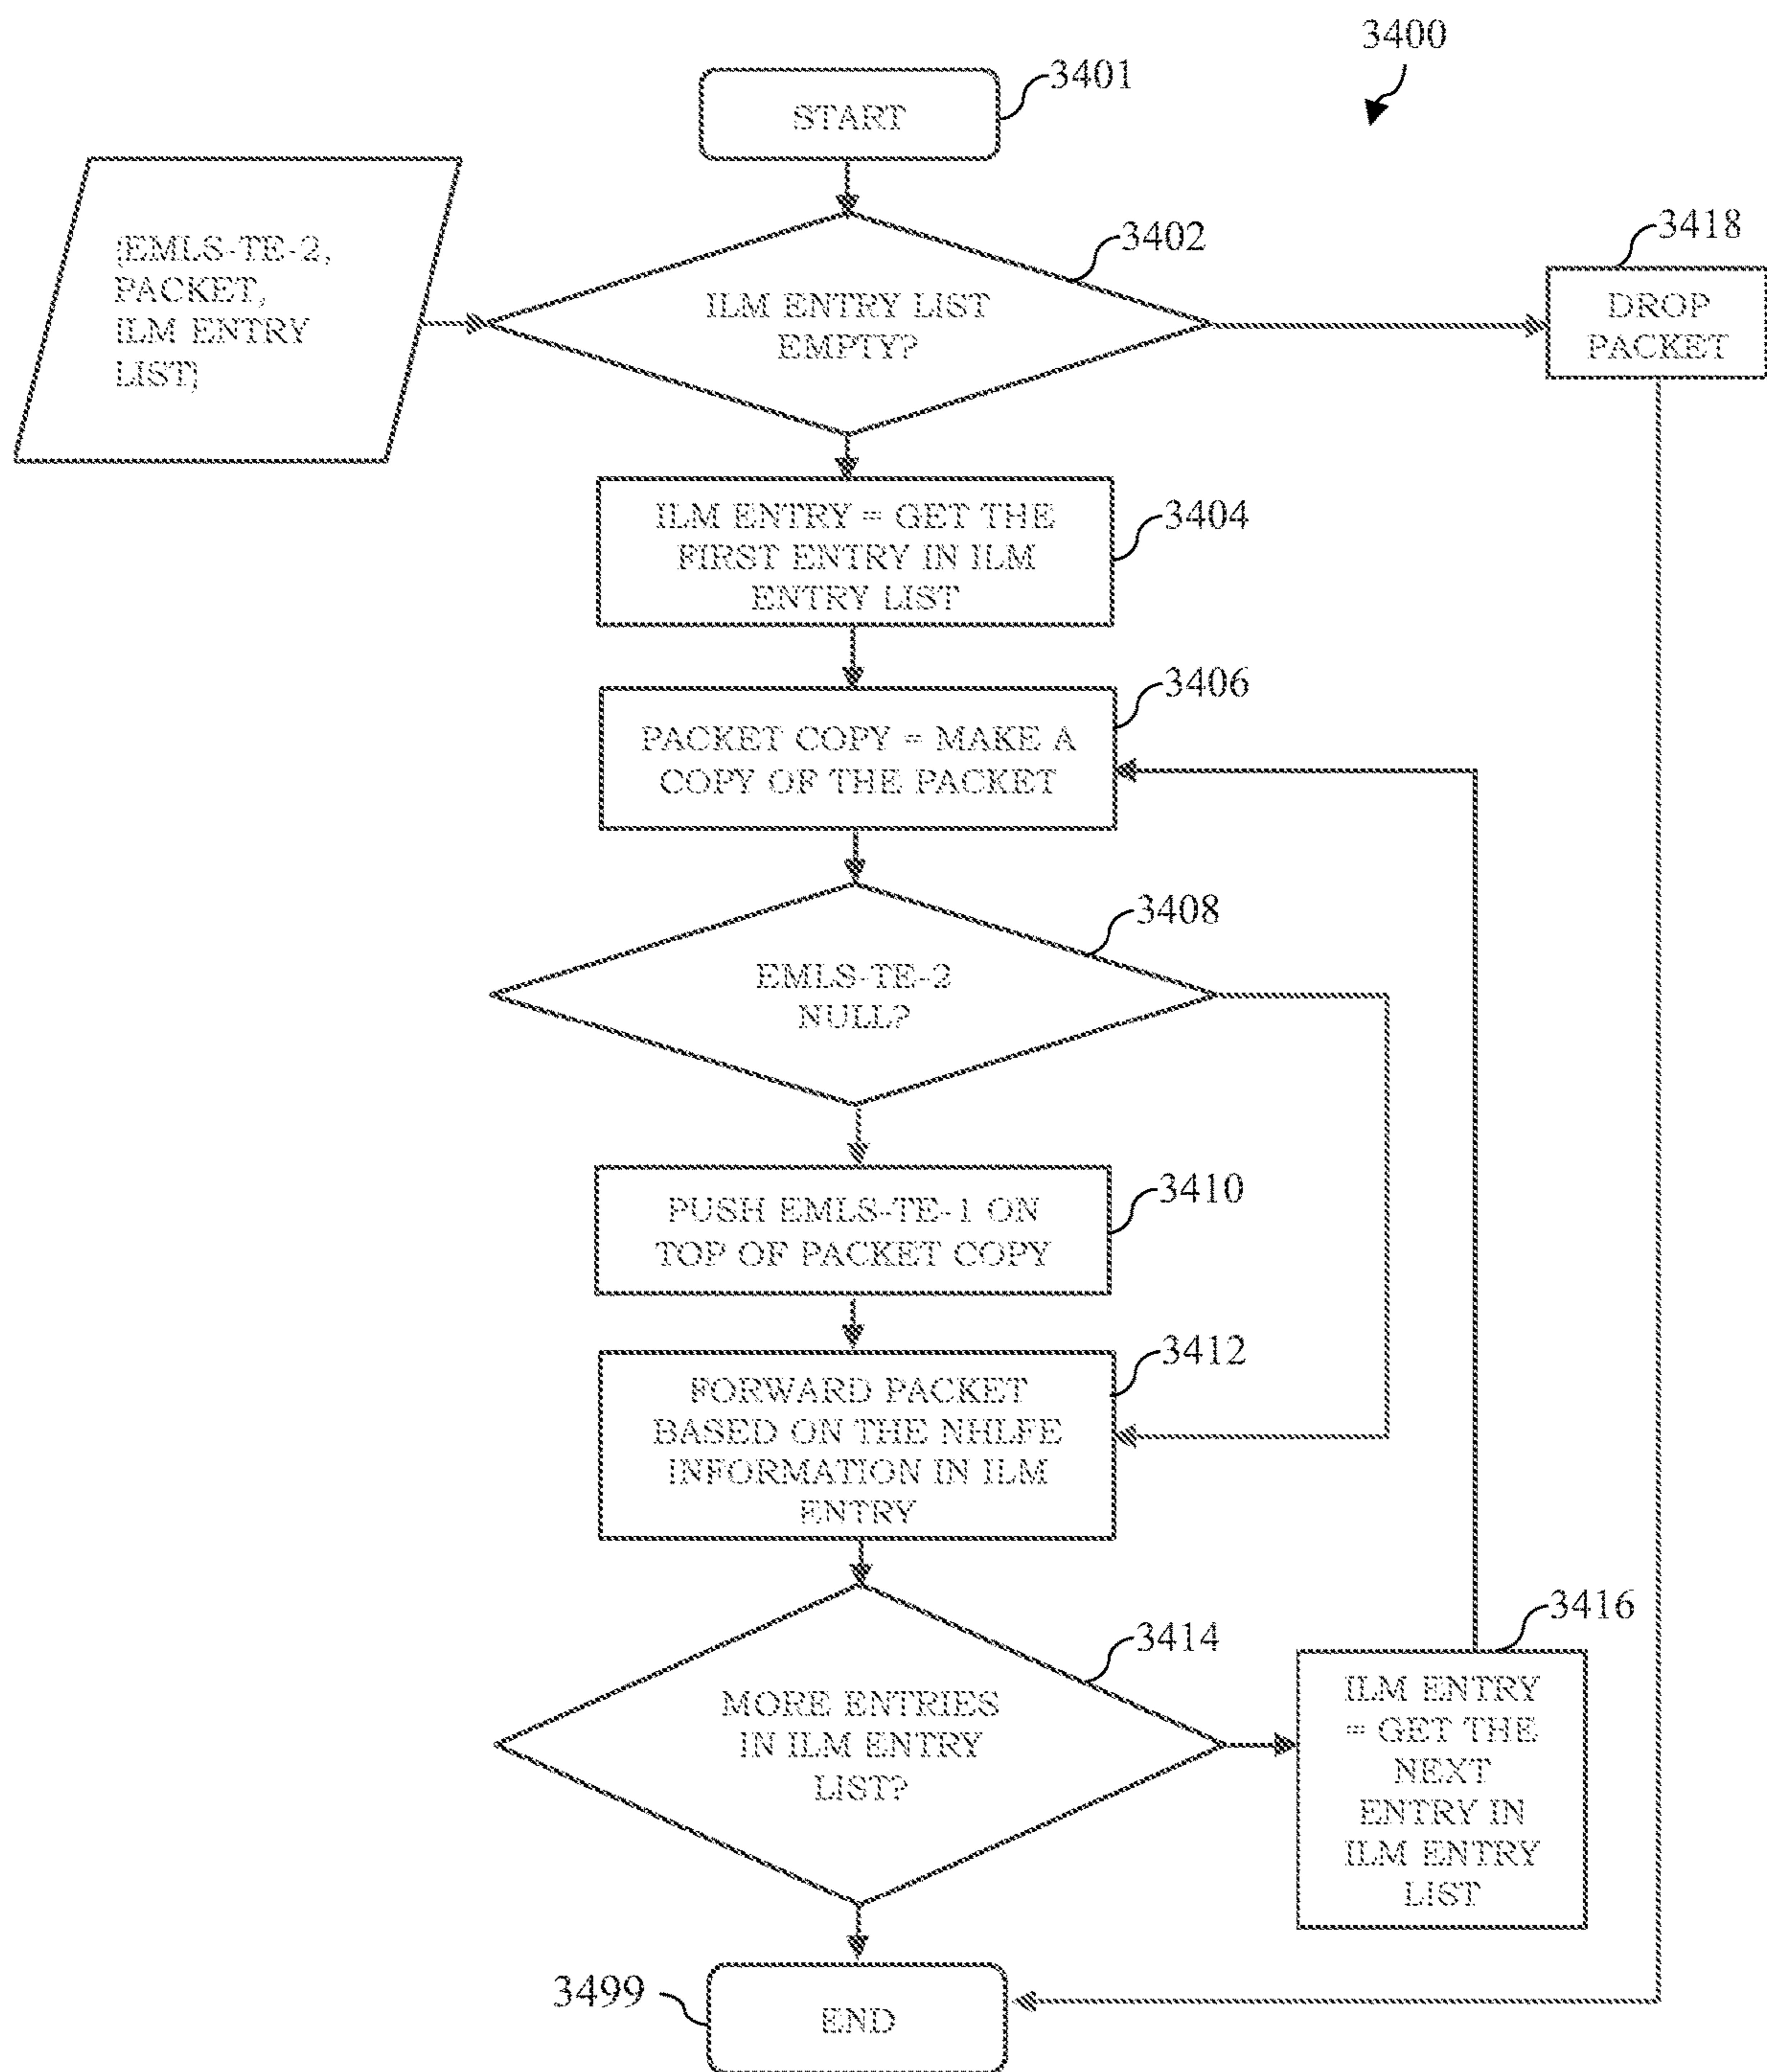 3400
3401
START
{EMLS-TE-2,
PACKET,
ILM ENTRY
LIST}
3402
ILM ENTRY LIST
EMPTY?
3418
DROP
PACKET
ILM ENTRY = GET THE
FIRST ENTRY IN ILM
ENTRY LIST
3404
3406
PACKET COPY = MAKE A
COPY OF THE PACKET
3408
EMLS-TE-2
NULL?
PUSH EMLS-TE-1 ON
TOP OF PACKET COPY
3410
3412
FORWARD PACKET
BASED ON THE NHLFE
INFORMATION IN ILM
ENTRY
3414
MORE ENTRIES
IN ILM ENTRY
LIST?
3416
ILM ENTRY
= GET THE
NEXT
ENTRY IN
ILM ENTRY
LIST
3499
END